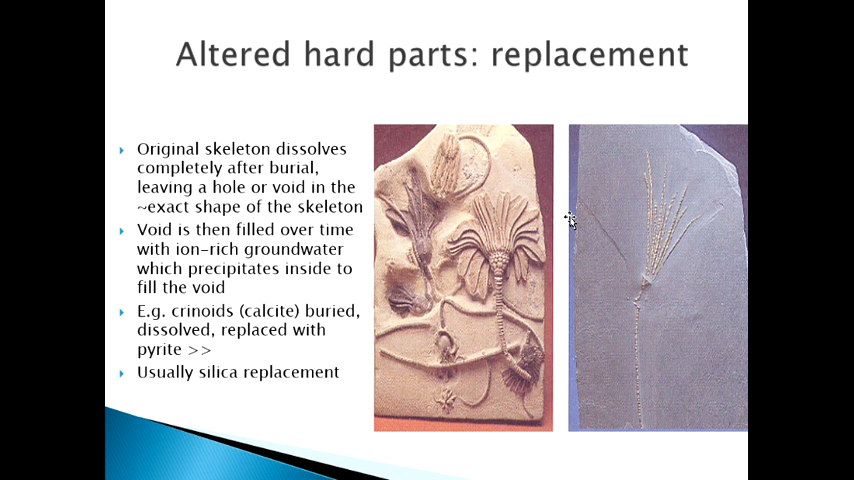 Altered hard parts: replacement
Original skeleton dissolves
completely after burial,
leaving a hole or void in the
~exact shape of the skeleton
Void is then filled over time
with ion-rich groundwater
which precipitates inside to
fill the void
E.g. crinoids (calcite) buried,
dissolved, replaced with
pyrite >>
Usually silica replacement